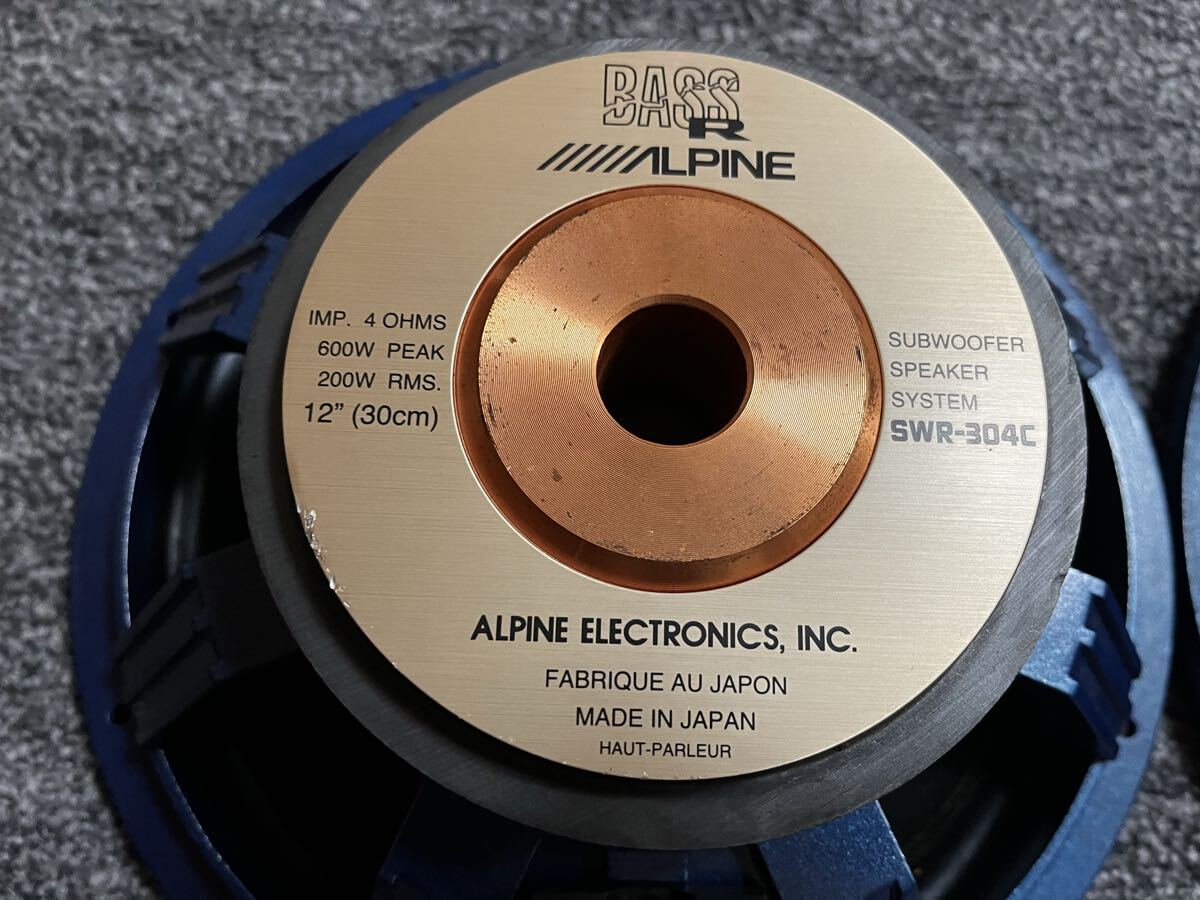 BASS
R
ALPINE
IMP. 4 OHMS
600W PEAK
200W RMS.
12” (30cm)
SUBWOOFER
SPEAKER
SYSTEM
SWR-304C
ALPINE ELECTRONICS, INC.
FABRIQUE AU JAPON
MADE IN JAPAN
HAUT-PARLEUR